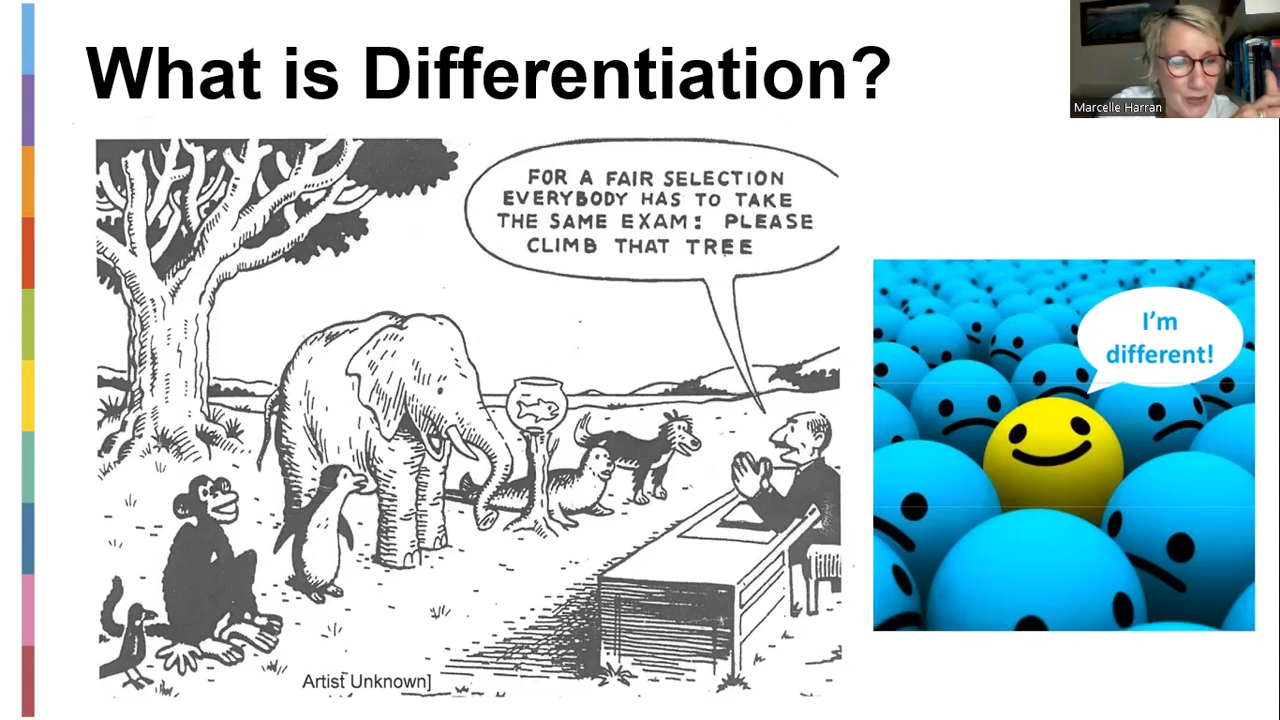 What is Differentiation?
Marcelle Harran
FOR A FAIR SELECTION
EVERYBODY HAS TO TAKE
THE SAME EXAM: PLEASE
CLIMB THAT TREE
I'm
different!
Artist Unknown]